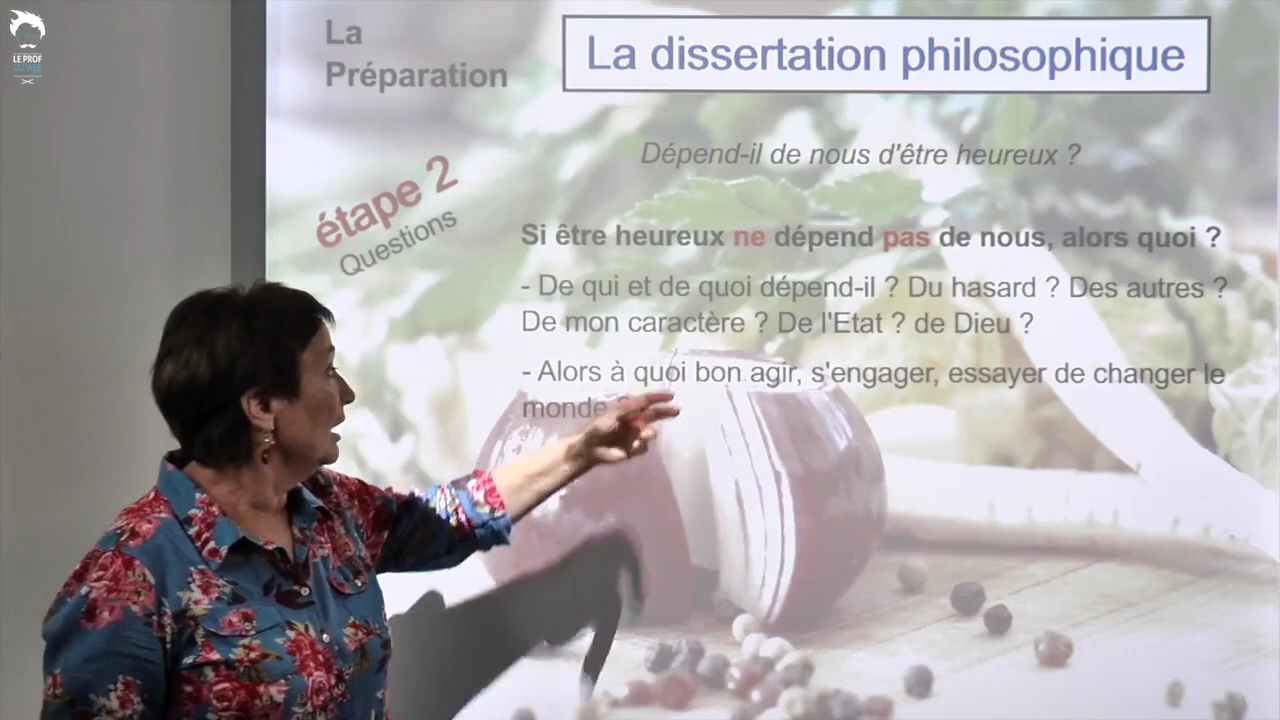 LE PROF
DU WEB
La
Préparation
La dissertation philosophique
Dépend-il de nous d'être heureux ?
étape 2
Questions
Si être heureux ne dépend pas de nous, alors quoi ?
- De qui et de quoi dépend-il ? Du hasard ? Des autres ?
De mon caractère ? De l'Etat ? de Dieu ?
- Alors à quoi bon agir, s'engager, essayer de changer le
monde ?